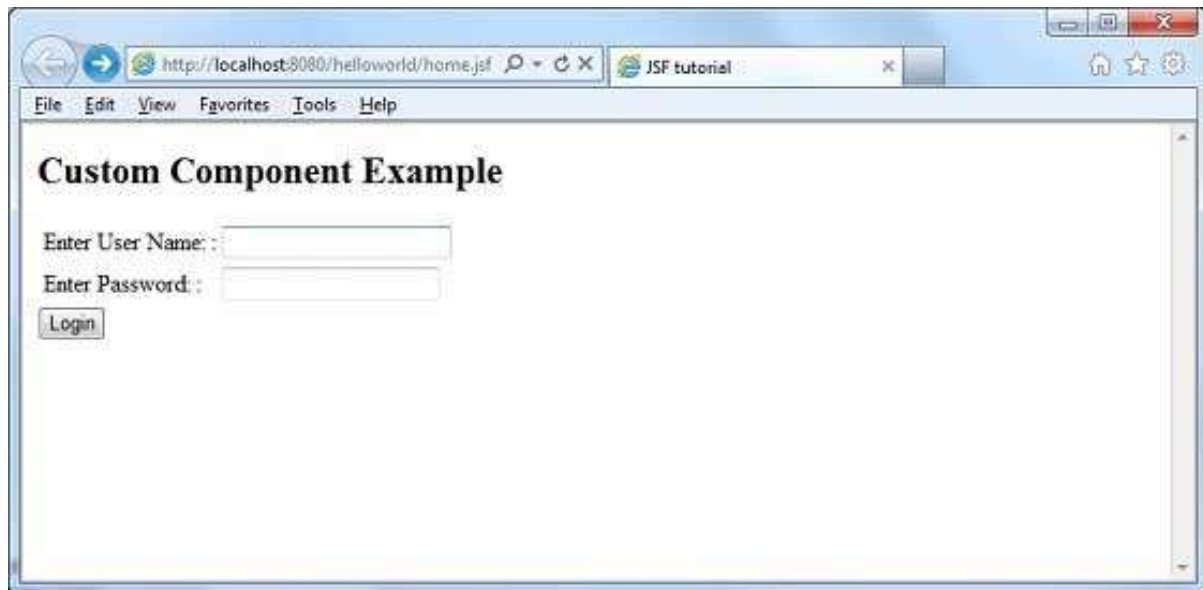 http://localhost:8080/helloworld/home.jsf
JSF tutorial
File Edit View Favorites Tools Help
Custom Component Example
Enter User Name: :
Enter Password: :
Login